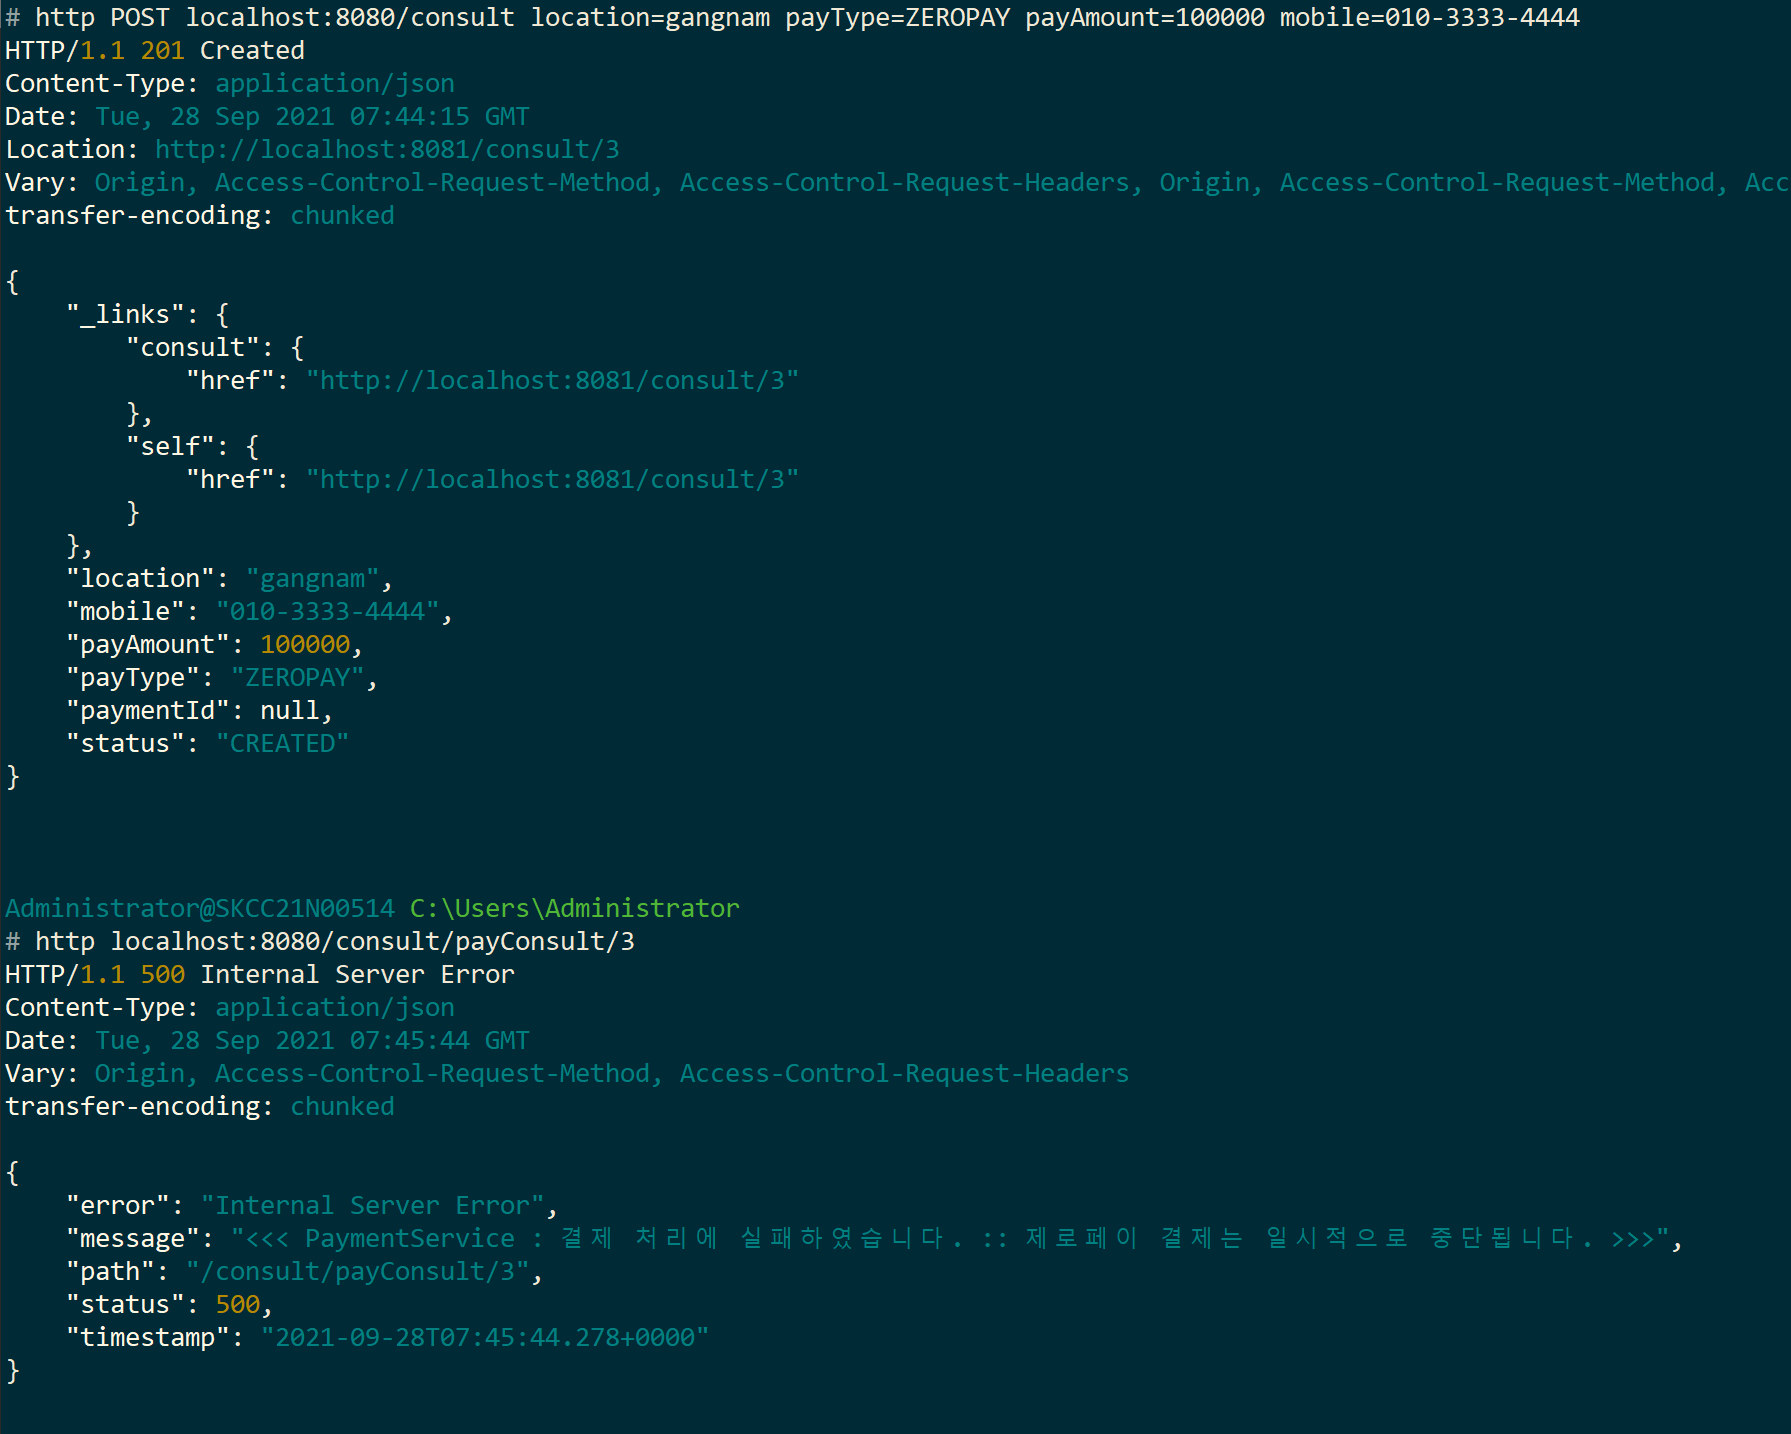 # http POST localhost:8080/consult location=gangnam payType=ZEROPAY payAmount=100000 mobile=010-3333-4444
HTTP/1.1 201 Created
Content-Type: application/json
Date: Tue, 28 Sep 2021 07:44:15 GMT
Location: http://localhost:8081/consult/3
Vary: Origin, Access-Control-Request-Method, Access-Control-Request-Headers, Origin, Access-Control-Request-Method, Acc
transfer-encoding: chunked
{
    "_links": {
        "consult": {
            "href": "http://localhost:8081/consult/3"
        },
        "self": {
            "href": "http://localhost:8081/consult/3"
        }
    },
    "location": "gangnam",
    "mobile": "010-3333-4444",
    "payAmount": 100000,
    "payType": "ZEROPAY",
    "paymentId": null,
    "status": "CREATED"
}
Administrator@SKCC21N00514 C:\Users\Administrator
# http localhost:8080/consult/payConsult/3
HTTP/1.1 500 Internal Server Error
Content-Type: application/json
Date: Tue, 28 Sep 2021 07:45:44 GMT
Vary: Origin, Access-Control-Request-Method, Access-Control-Request-Headers
transfer-encoding: chunked
{
    "error": "Internal Server Error",
    "message": "<<< PaymentService : 결제 처리에 실패하였습니다. :: 제로페이 결제는 일시적으로 중단됩니다. >>>",
    "path": "/consult/payConsult/3",
    "status": 500,
    "timestamp": "2021-09-28T07:45:44.278+0000"
}